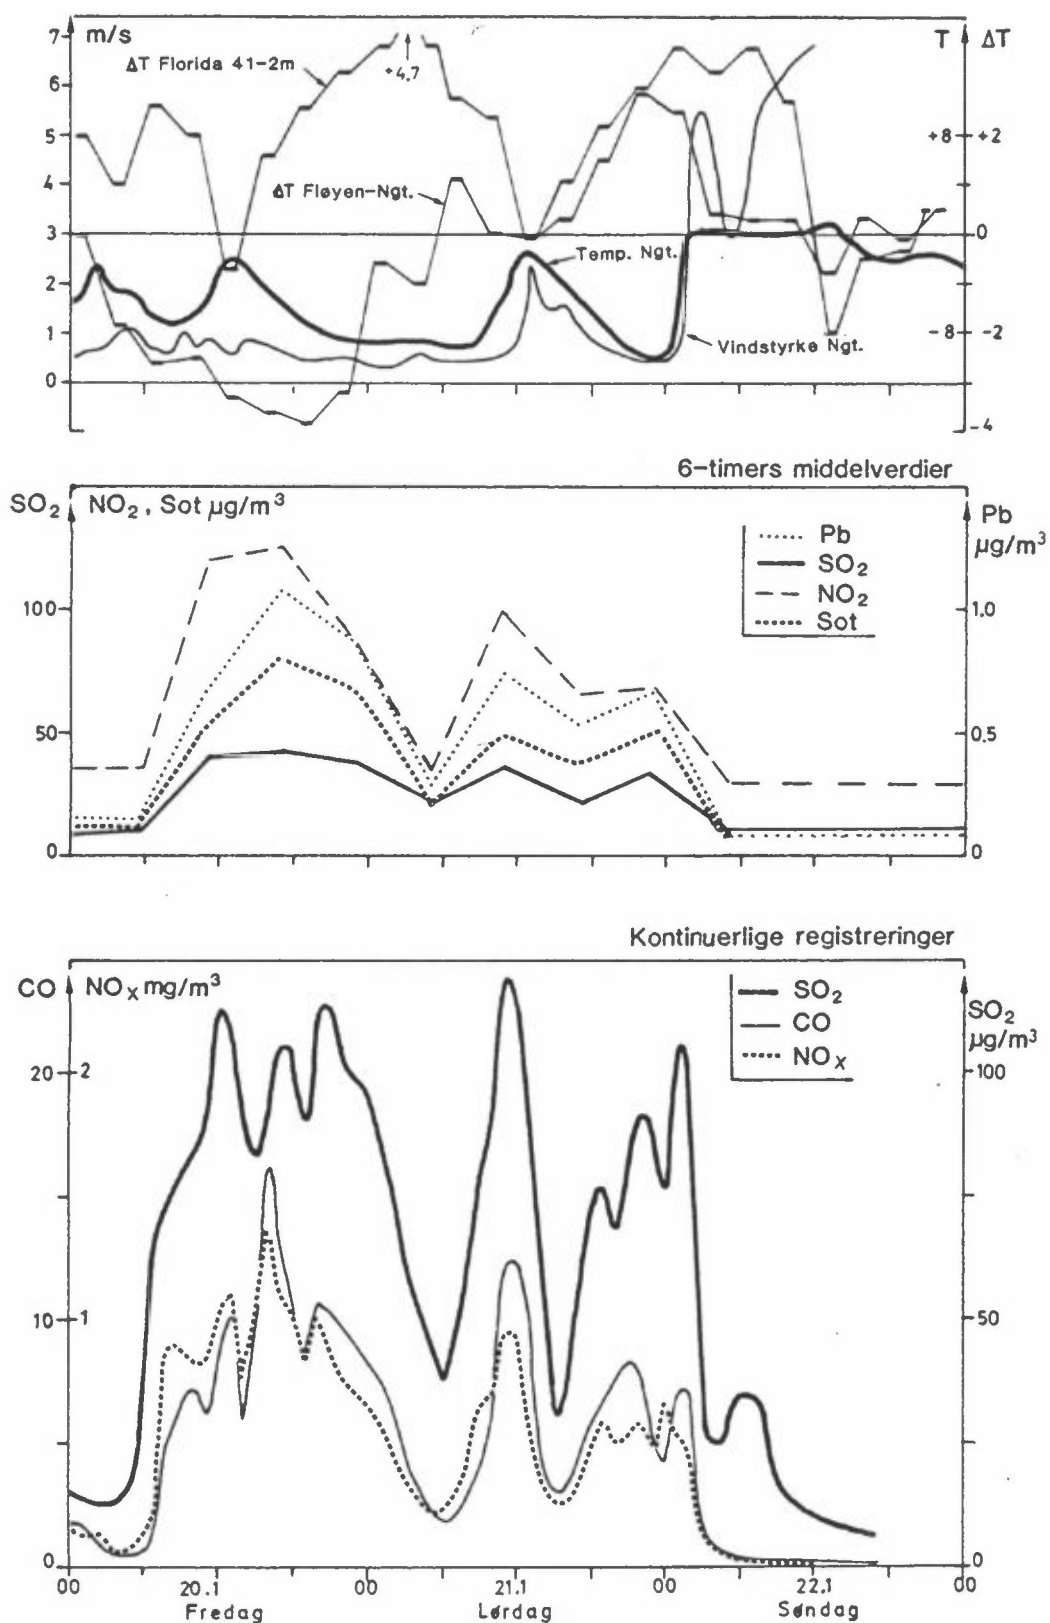 m/s
T
ΔT
7
6
5
4
3
2
1
0
ΔT Florida 41-2m
+4.7
ΔT Fløyen-Ngt.
Temp. Ngt.
Vindstyrke Ngt.
+8
+2
0
-8
-2
-4
6-timers middelverdier
SO₂
NO₂, Sot µg/m³
Pb
µg/m³
Pb
SO₂
NO₂
Sot
100
50
0
1.0
0.5
0
Kontinuerlige registreringer
CO
NOx mg/m³
SO₂
µg/m³
SO₂
CO
NOx
20
2
10
1
0
100
50
0
00
20.1
00
21.1
00
22.1
00
Fredag
Lørdag
Søndag